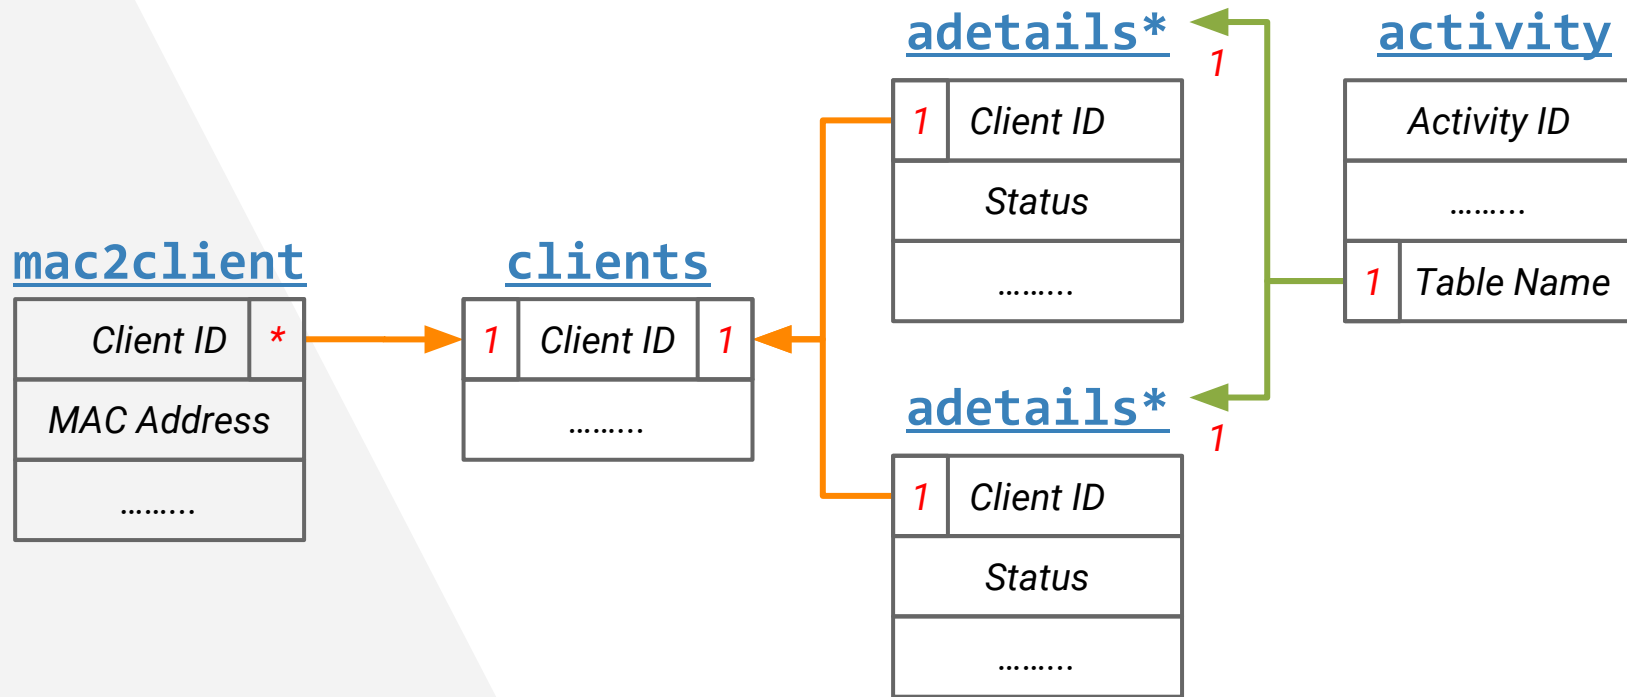 mac2client
Client ID *
MAC Address
……...
clients
1 Client ID 1
……...
adetails*
1
1 Client ID
Status
……...
adetails*
1
1 Client ID
Status
……...
activity
Activity ID
……...
1 Table Name